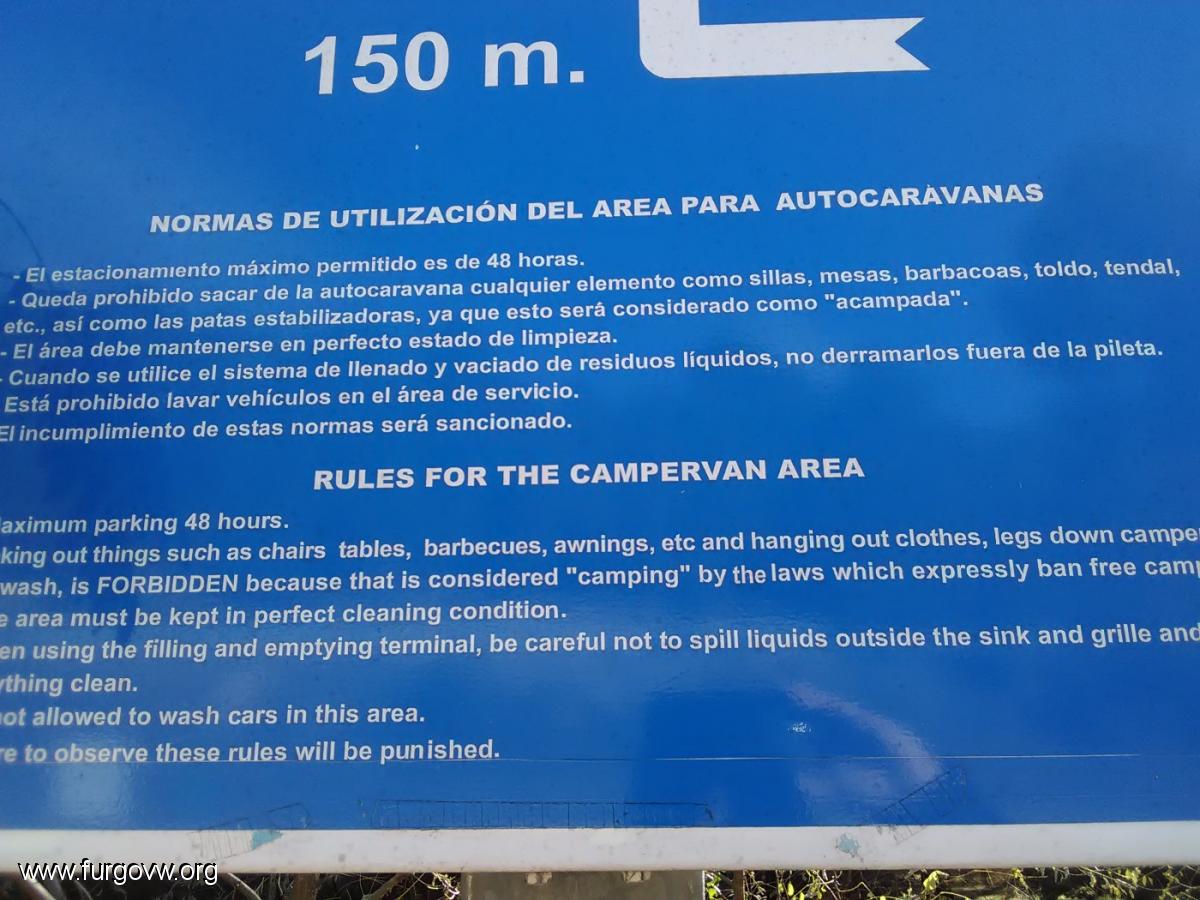 150 m.
NORMAS DE UTILIZACIÓN DEL AREA PARA AUTOCARAVANAS
- El estacionamiento máximo permitido es de 48 horas.
- Queda prohibido sacar de la autocaravana cualquier elemento como sillas, mesas, barbacoas, toldo, tendal,
etc., así como las patas estabilizadoras, ya que esto será considerado como "acampada".
- El área debe mantenerse en perfecto estado de limpieza.
- Cuando se utilice el sistema de llenado y vaciado de residuos líquidos, no derramarlos fuera de la pileta.
Está prohibido lavar vehículos en el área de servicio.
El incumplimiento de estas normas será sancionado.
RULES FOR THE CAMPERVAN AREA
parking 48 hours.
out things such as chairs tables, barbecues, awnings, etc and hanging out clothes, legs down
wash, is FORBIDDEN because that is considered "camping" by the laws which expressly ban free
area must be kept in perfect cleaning condition.
using the filling and emptying terminal, be careful not to spill liquids outside the sink and grille and
clean.
allowed to wash cars in this area.
to observe these rules will be punished.
www.furgovw.org